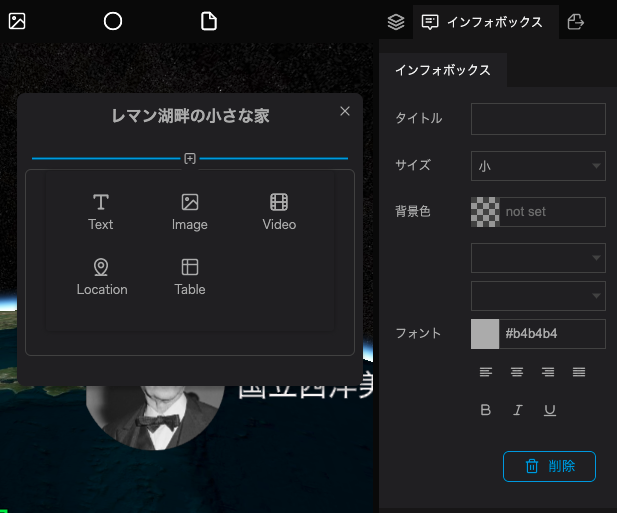 インフォボックス
インフォボックス
レマン湖畔の小さな家
Text
Image
Video
Location
Table
国立西洋美
タイトル
サイズ
小
背景色
not set
フォント
#b4b4b4
B I U
削除